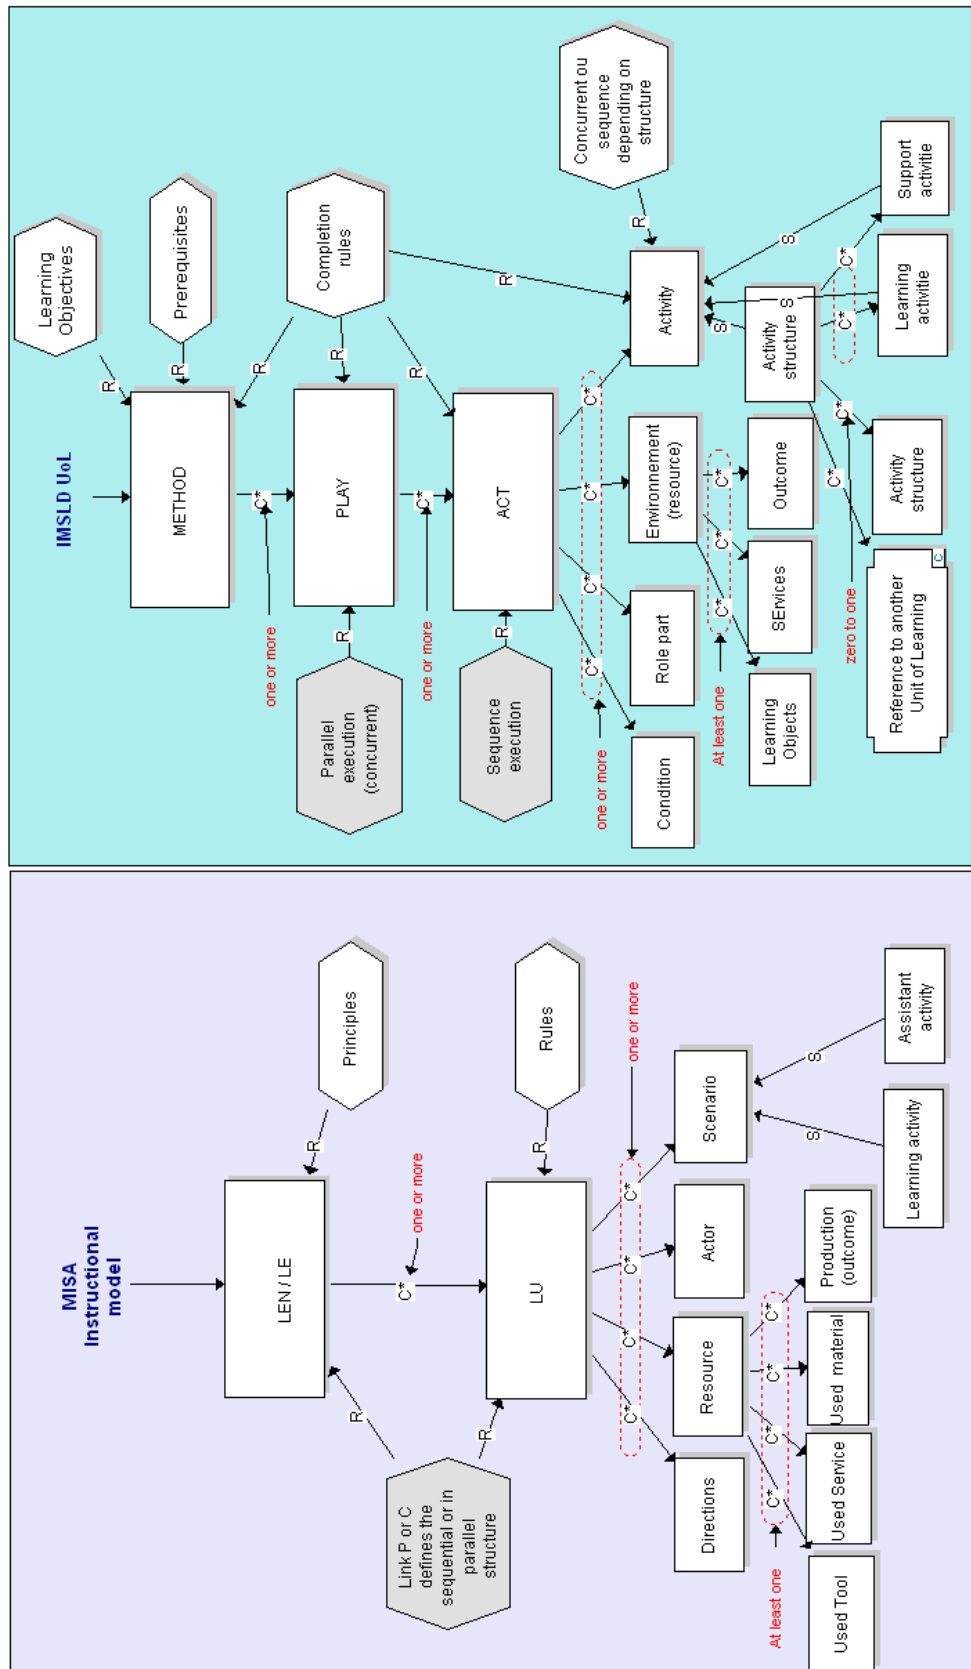 MISA
Instructional
model
LEN / LE
R
Principles
R
Link P or C
defines the
sequential or in
parallel
structure
R
C*
one or more
LU
R
Rules
one or more
C*
C*
C*
C*
Directions
Resource
Actor
Scenario
At least one
C*
C*
C*
C*
S
S
Used Tool
Used Service
Used material
Production
(outcome)
Learning activity
Assistant
activity
IMSLD UoL
Learning
Objectives
R
Prerequisites
R
METHOD
R
Completion
rules
one or more
C*
Parallel
execution
(concurrent)
R
PLAY
R
one or more
C*
R
Sequence
execution
R
ACT
R
Concurrent ou
sequence
depending on
structure
R
one or more
C*
C*
C*
C*
Condition
Role part
Environnement
(resource)
Activity
At least one
C*
C*
C*
S
S
S
Learning
Objects
SErvices
Outcome
Activity
structure
zero to one
C*
C*
C*
C*
Reference to another
Unit of Learning
C
Activity
structure
Learning
activitie
Support
activitie